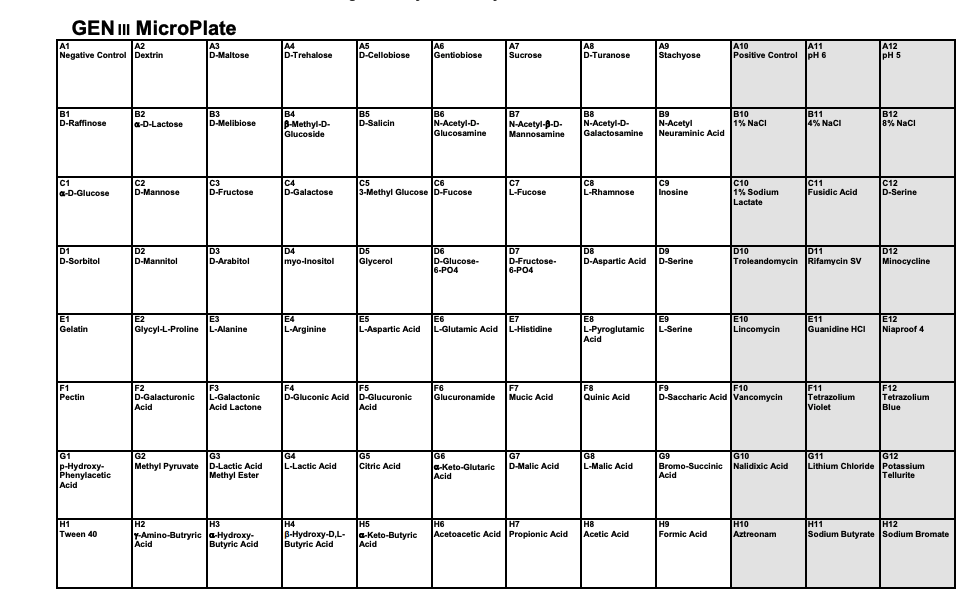 GEN III MicroPlate
A1 A2 A3 A4 A5 A6 A7 A8 A9 A10 A11 A12
Negative Control Dextrin D-Maltose D-Trehalose D-Cellobiose Gentiobiose Sucrose D-Turanose Stachyose Positive Control pH 6 pH 5
B1 B2 B3 B4 B5 B6 B7 B8 B9 B10 B11 B12
D-Raffinose α-D-Lactose D-Melibiose β-Methyl-D- D-Salicin N-Acetyl-D- N-Acetyl-β-D- N-Acetyl-D- N-Acetyl 1% NaCl 4% NaCl 8% NaCl
Glucoside Glucosamine Mannosamine Galactosamine Neuraminic Acid
C1 C2 C3 C4 C5 C6 C7 C8 C9 C10 C11 C12
α-D-Glucose D-Mannose D-Fructose D-Galactose 3-Methyl Glucose D-Fucose L-Fucose L-Rhamnose Inosine 1% Sodium Fusidic Acid D-Serine
Lactate
D1 D2 D3 D4 D5 D6 D7 D8 D9 D10 D11 D12
D-Sorbitol D-Mannitol D-Arabitol myo-Inositol Glycerol D-Glucose- D-Fructose- D-Aspartic Acid D-Serine Troleandomycin Rifamycin SV Minocycline
6-PO4 6-PO4
E1 E2 E3 E4 E5 E6 E7 E8 E9 E10 E11 E12
Gelatin Glycyl-L-Proline L-Alanine L-Arginine L-Aspartic Acid L-Glutamic Acid L-Histidine L-Pyroglutamic L-Serine Lincomycin Guanidine HCl Niaproof 4
Acid
F1 F2 F3 F4 F5 F6 F7 F8 F9 F10 F11 F12
Pectin D-Galacturonic L-Galactonic D-Gluconic Acid D-Glucuronic Glucuronamide Mucic Acid Quinic Acid D-Saccharic Acid Vancomycin Tetrazolium Tetrazolium
Acid Acid Lactone Acid Violet Blue
G1 G2 G3 G4 G5 G6 G7 G8 G9 G10 G11 G12
p-Hydroxy- Methyl Pyruvate D-Lactic Acid L-Lactic Acid Citric Acid α-Keto-Glutaric D-Malic Acid L-Malic Acid Bromo-Succinic Nalidixic Acid Lithium Chloride Potassium
Phenylacetic Methyl Ester Acid Acid Tellurite
Acid
H1 H2 H3 H4 H5 H6 H7 H8 H9 H10 H11 H12
Tween 40 γ-Amino-Butryric α-Hydroxy- β-Hydroxy-D,L- α-Keto-Butyric Acetoacetic Acid Propionic Acid Acetic Acid Formic Acid Aztreonam Sodium Butyrate Sodium Bromate
Acid Butyric Acid Butyric Acid Acid